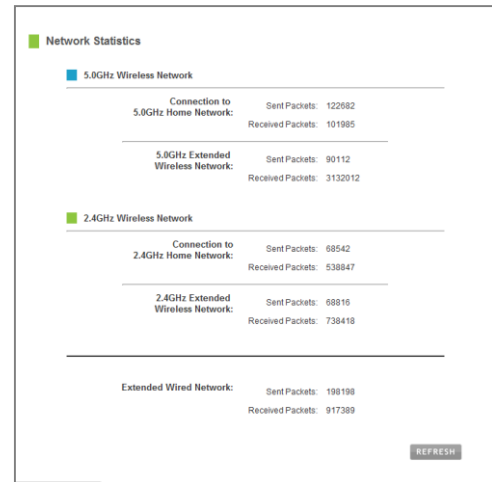 Network Statistics
5.0GHz Wireless Network
Connection to
5.0GHz Home Network:
Sent Packets: 122682
Received Packets: 101985
5.0GHz Extended
Wireless Network:
Sent Packets: 90112
Received Packets: 3132012
2.4GHz Wireless Network
Connection to
2.4GHz Home Network:
Sent Packets: 68542
Received Packets: 538847
2.4GHz Extended
Wireless Network:
Sent Packets: 68816
Received Packets: 738418
Extended Wired Network:
Sent Packets: 198198
Received Packets: 917389
REFRESH